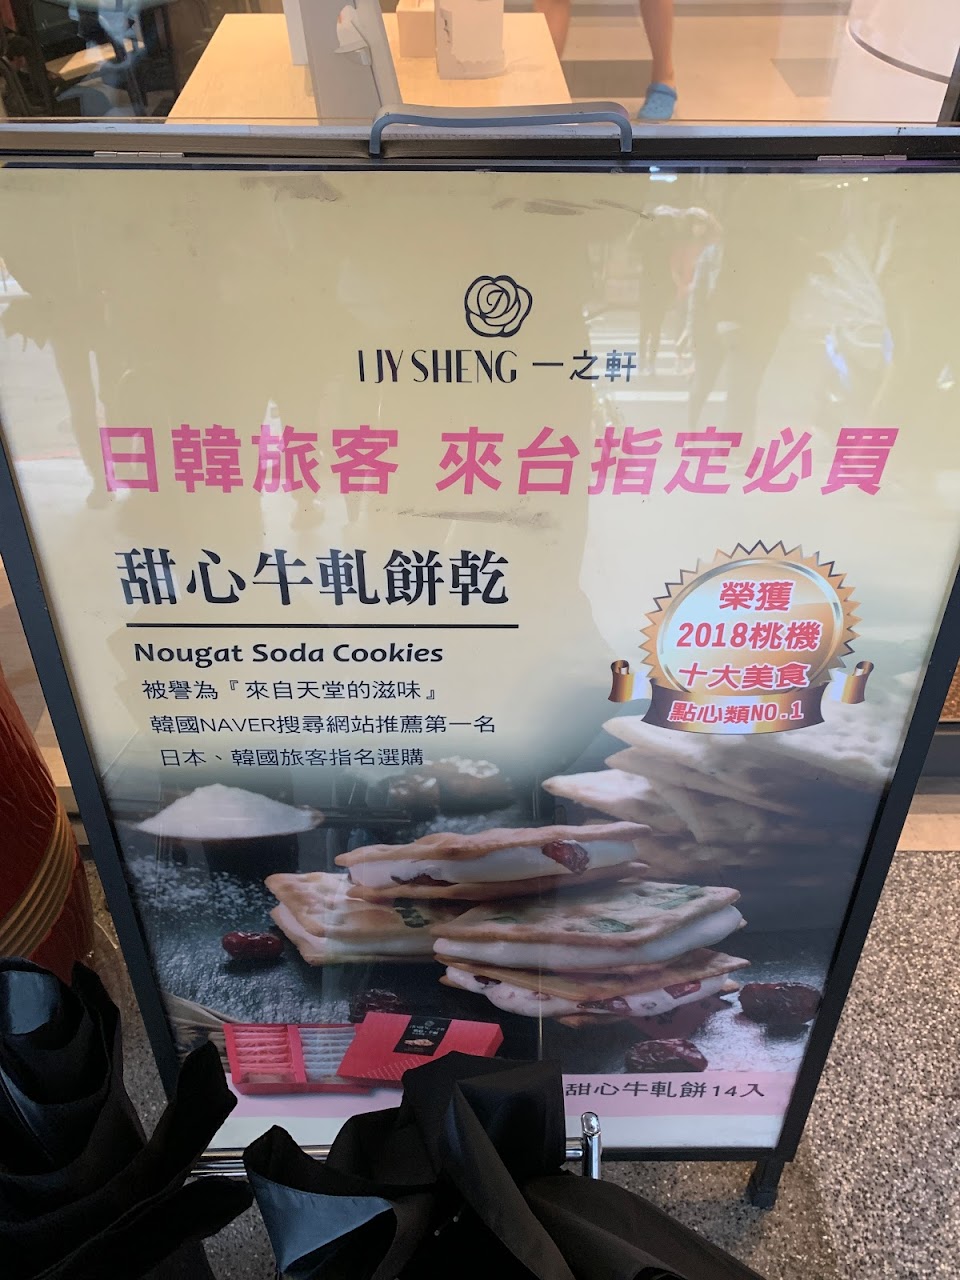 I JY SHENG 一之軒
日韓旅客 來台指定必買
甜心牛軋餅乾
Nougat Soda Cookies
被譽為『來自天堂的滋味』
韓國NAVER搜尋網站推薦第一名
日本、韓國旅客指名選購
榮獲
2018桃機
十大美食
點心類NO.1
甜心牛軋餅14入